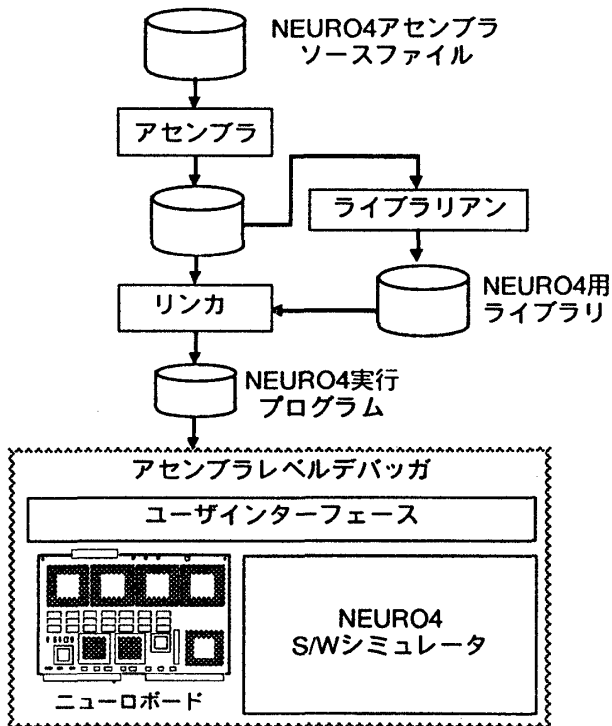 NEURO4アセンブラ
ソースファイル
アセンブラ
ライブラリアン
リンカ
NEURO4用
ライブラリ
NEURO4実行
プログラム
アセンブラレベルデバッガ
ユーザインターフェース
NEURO4
S/Wシミュレータ
ニューロボード